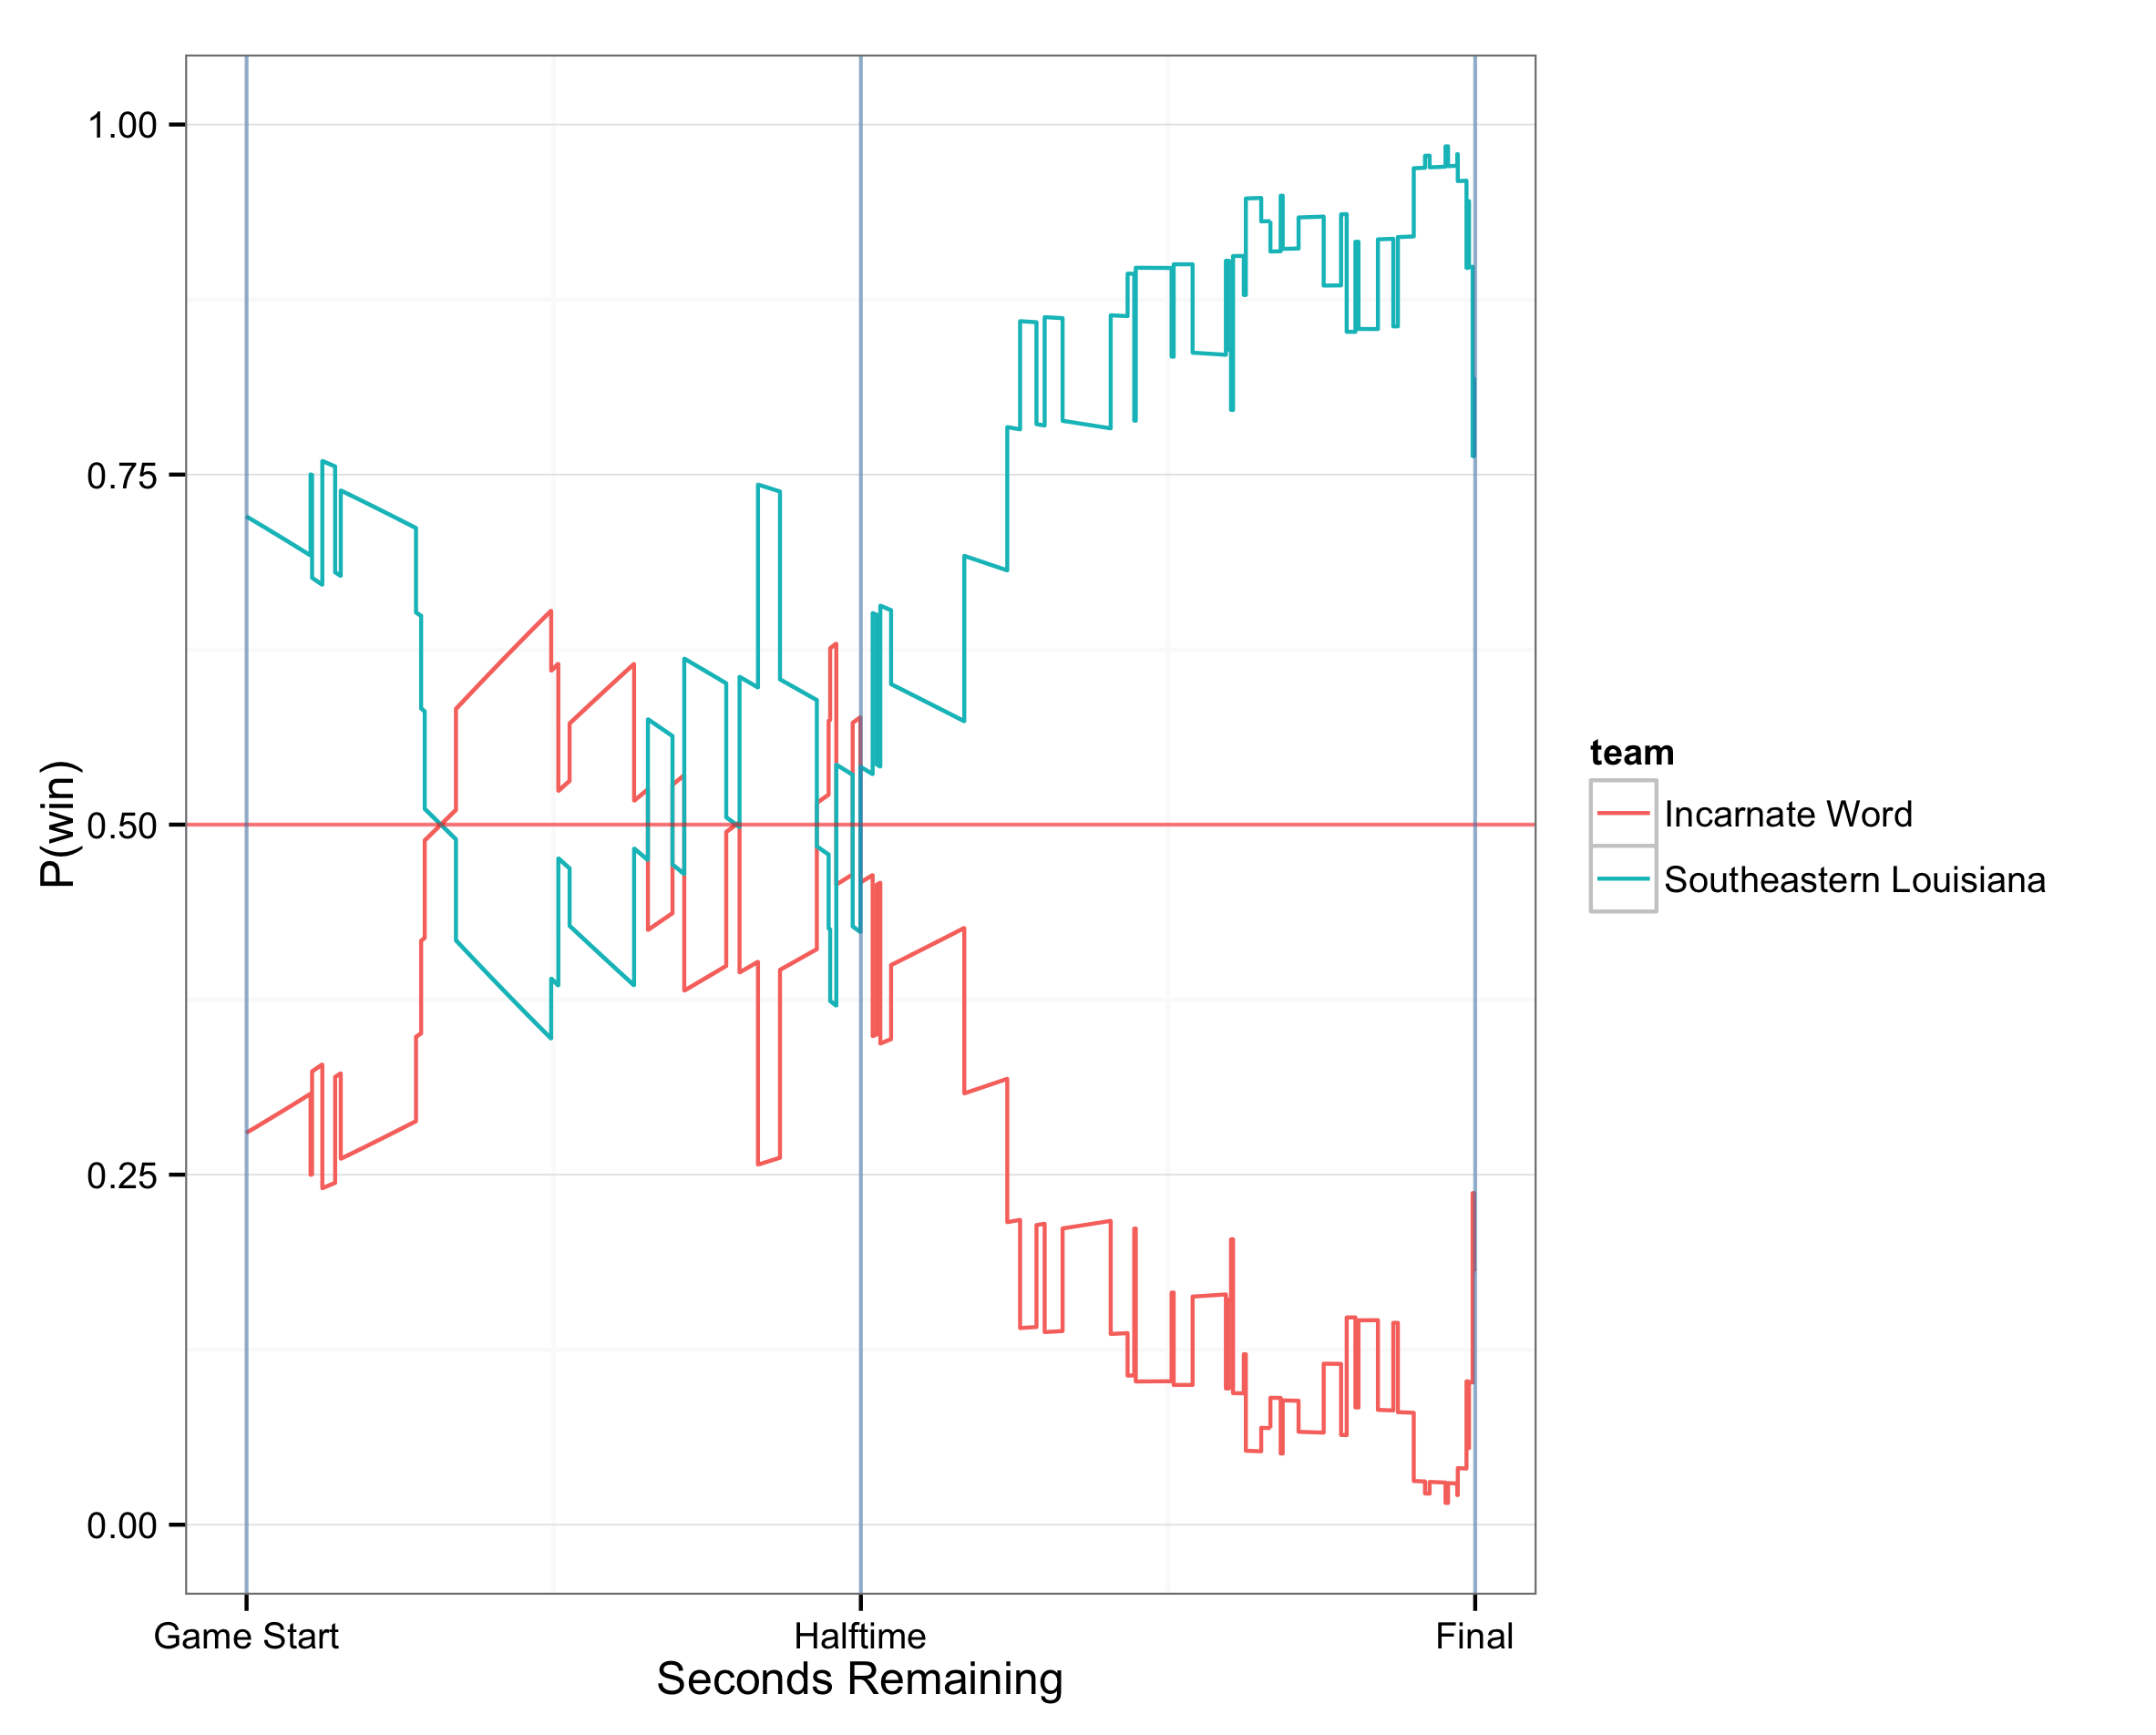 1.00
0.75
0.50
0.25
0.00
P(win)
Game Start
Halftime
Final
Seconds Remaining
team
Incarnate Word
Southeastern Louisiana